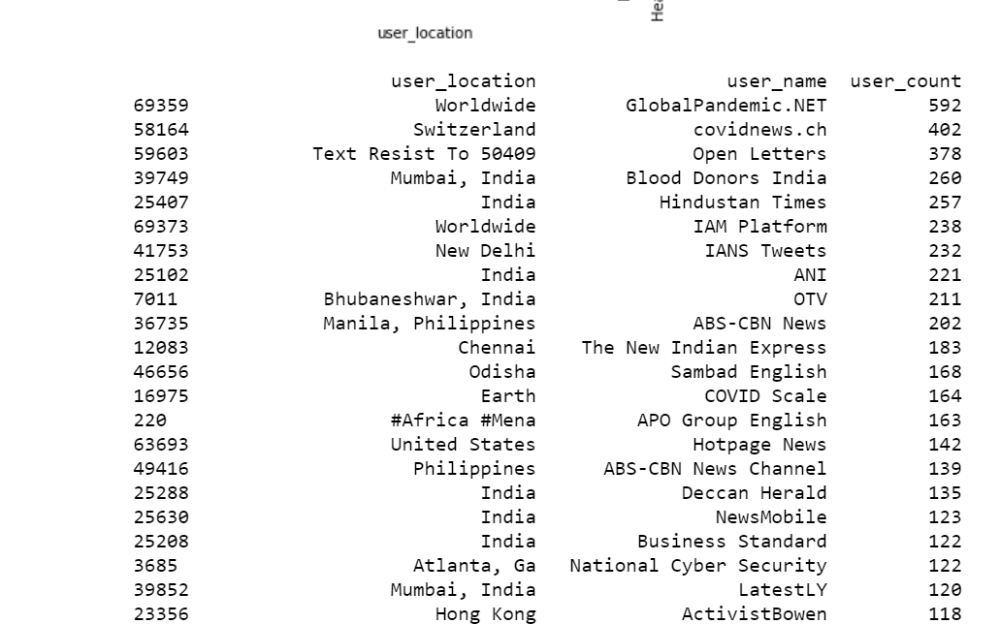 Hea
user_location
user_location user_name user_count
69359 Worldwide GlobalPandemic.NET 592
58164 Switzerland covidnews.ch 402
59603 Text Resist To 50409 Open Letters 378
39749 Mumbai, India Blood Donors India 260
25407 India Hindustan Times 257
69373 Worldwide IAM Platform 238
41753 New Delhi IANS Tweets 232
25102 India ANI 221
7011 Bhubaneshwar, India OTV 211
36735 Manila, Philippines ABS-CBN News 202
12083 Chennai The New Indian Express 183
46656 Odisha Sambad English 168
16975 Earth COVID Scale 164
220 #Africa #Mena APO Group English 163
63693 United States Hotpage News 142
49416 Philippines ABS-CBN News Channel 139
25288 India Deccan Herald 135
25630 India NewsMobile 123
25208 India Business Standard 122
3685 Atlanta, Ga National Cyber Security 122
39852 Mumbai, India LatestLY 120
23356 Hong Kong ActivistBowen 118